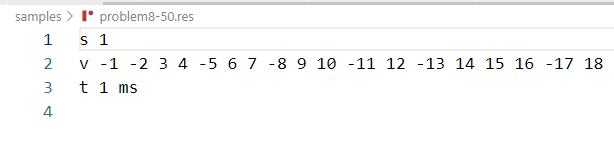 samples > problem8-50.res
1 s 1
2 v -1 -2 3 4 -5 6 7 -8 9 10 -11 12 -13 14 15 16 -17 18
3 t 1 ms
4